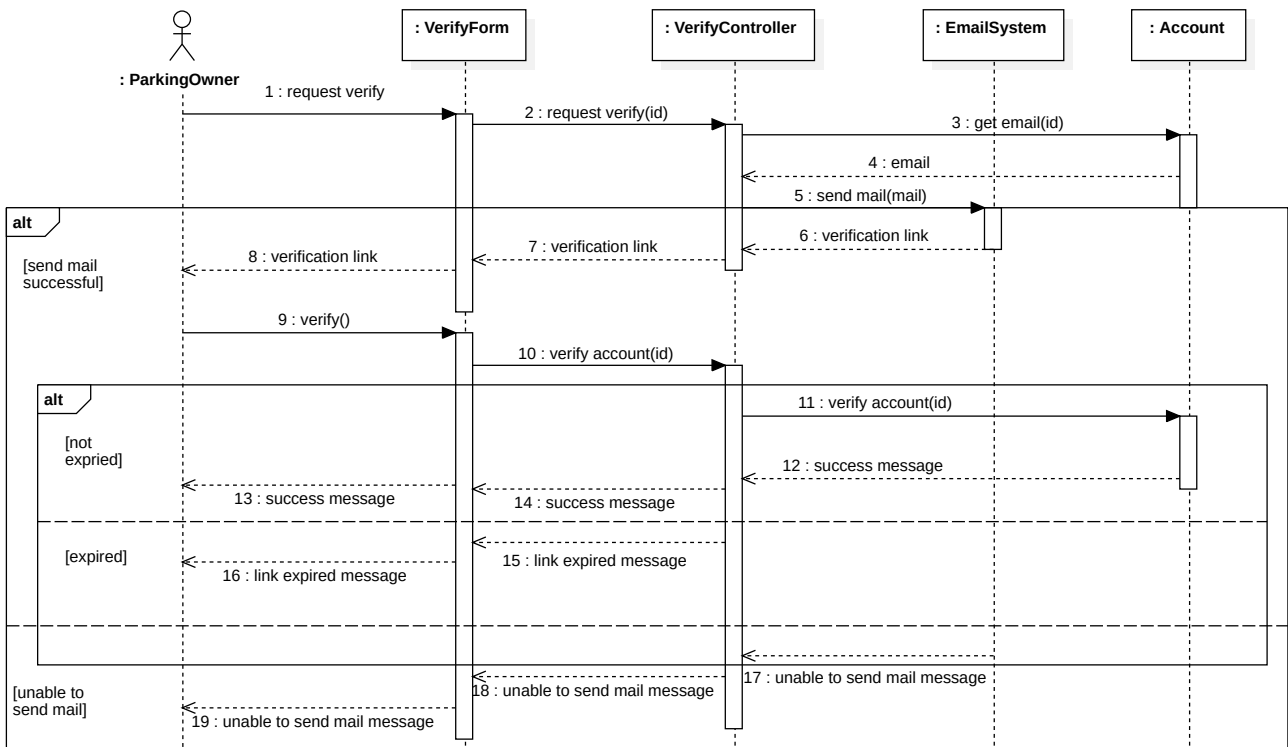 : VerifyForm
: VerifyController
: EmailSystem
: Account
: ParkingOwner
1 : request verify
2 : request verify(id)
3 : get email(id)
4 : email
5 : send mail(mail)
alt
6 : verification link
7 : verification link
8 : verification link
[send mail
successful]
9 : verify()
10 : verify account(id)
alt
11 : verify account(id)
[not
expried]
12 : success message
13 : success message
14 : success message
[expired]
15 : link expired message
16 : link expired message
17 : unable to send mail message
18 : unable to send mail message
[unable to
send mail]
19 : unable to send mail message